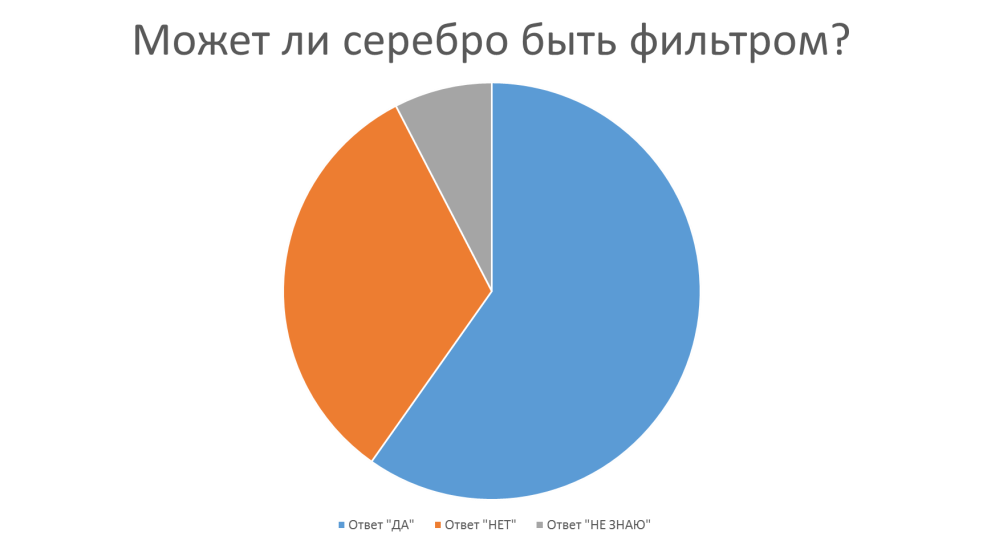 Может ли серебро быть фильтром?
Ответ "ДА" Ответ "НЕТ" Ответ "НЕ ЗНАЮ"